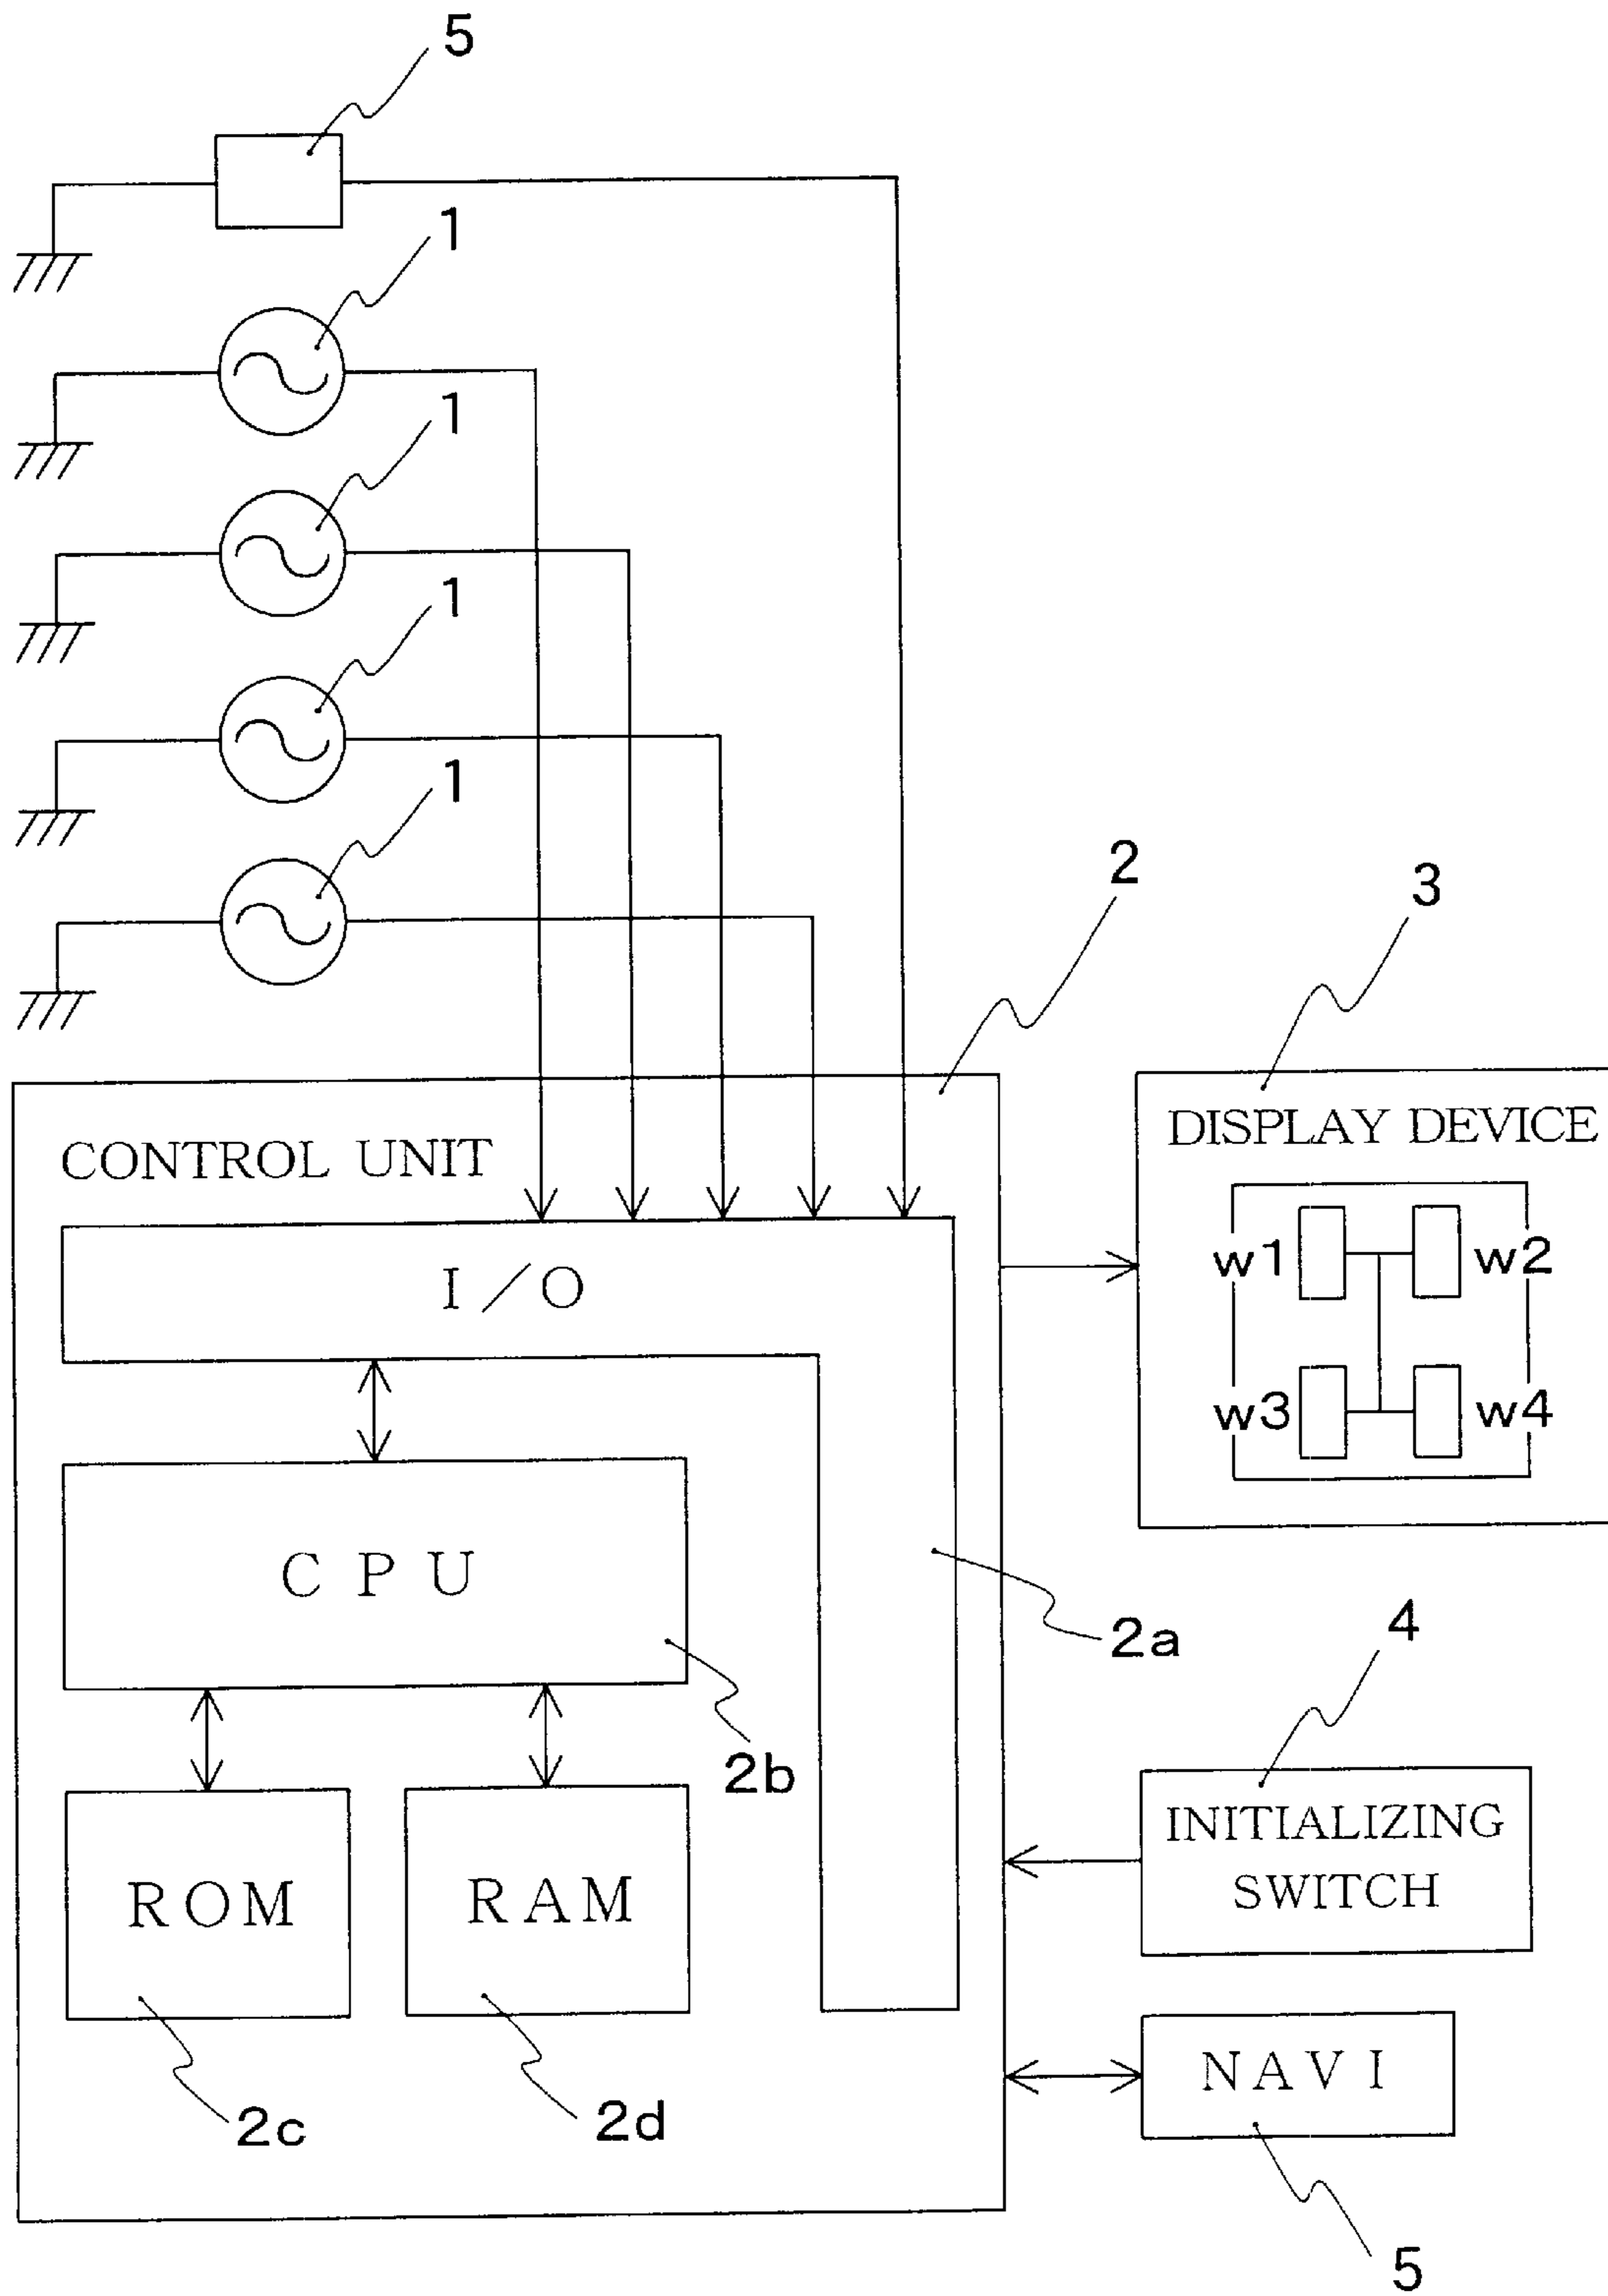 5
1
1
1
1
2
3
CONTROL UNIT
DISPLAY DEVICE
I/O
w1
w2
w3
w4
CPU
2a
2b
4
INITIALIZING
SWITCH
ROM
RAM
2c
2d
NAVI
5